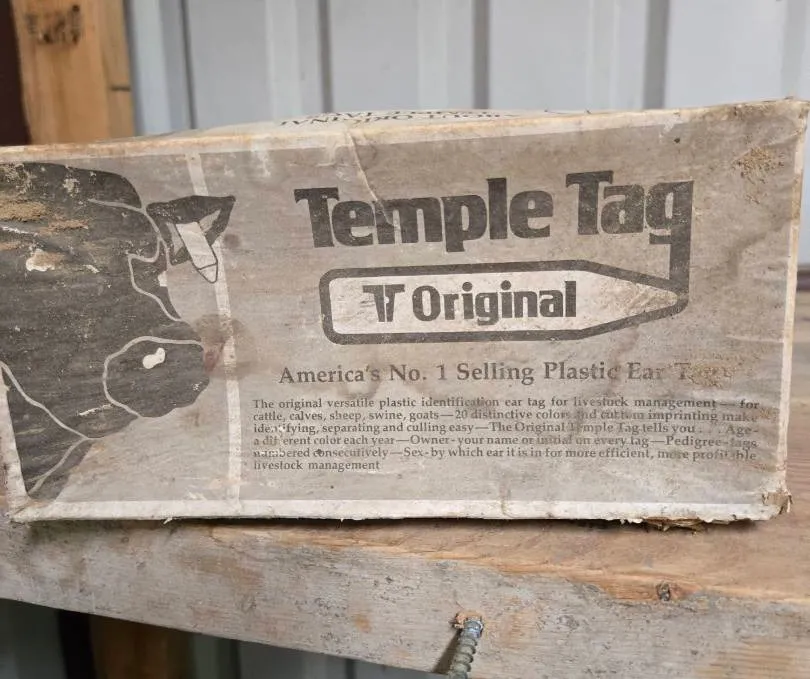 Temple Tag
TT Original
America's No. 1 Selling Plastic Ear
The original versatile plastic identification ear tag for livestock management — for
cattle, calves, sheep, swine, goats—20 distinctive colors and custom imprinting make
identifying, separating and culling easy—The Original Temple Tag tells you . . . Age-
a different color each year—Owner-your name or initial on every tag—Pedigree-tags
numbered consecutively—Sex-by which ear it is in for more efficient, more profitable
livestock management